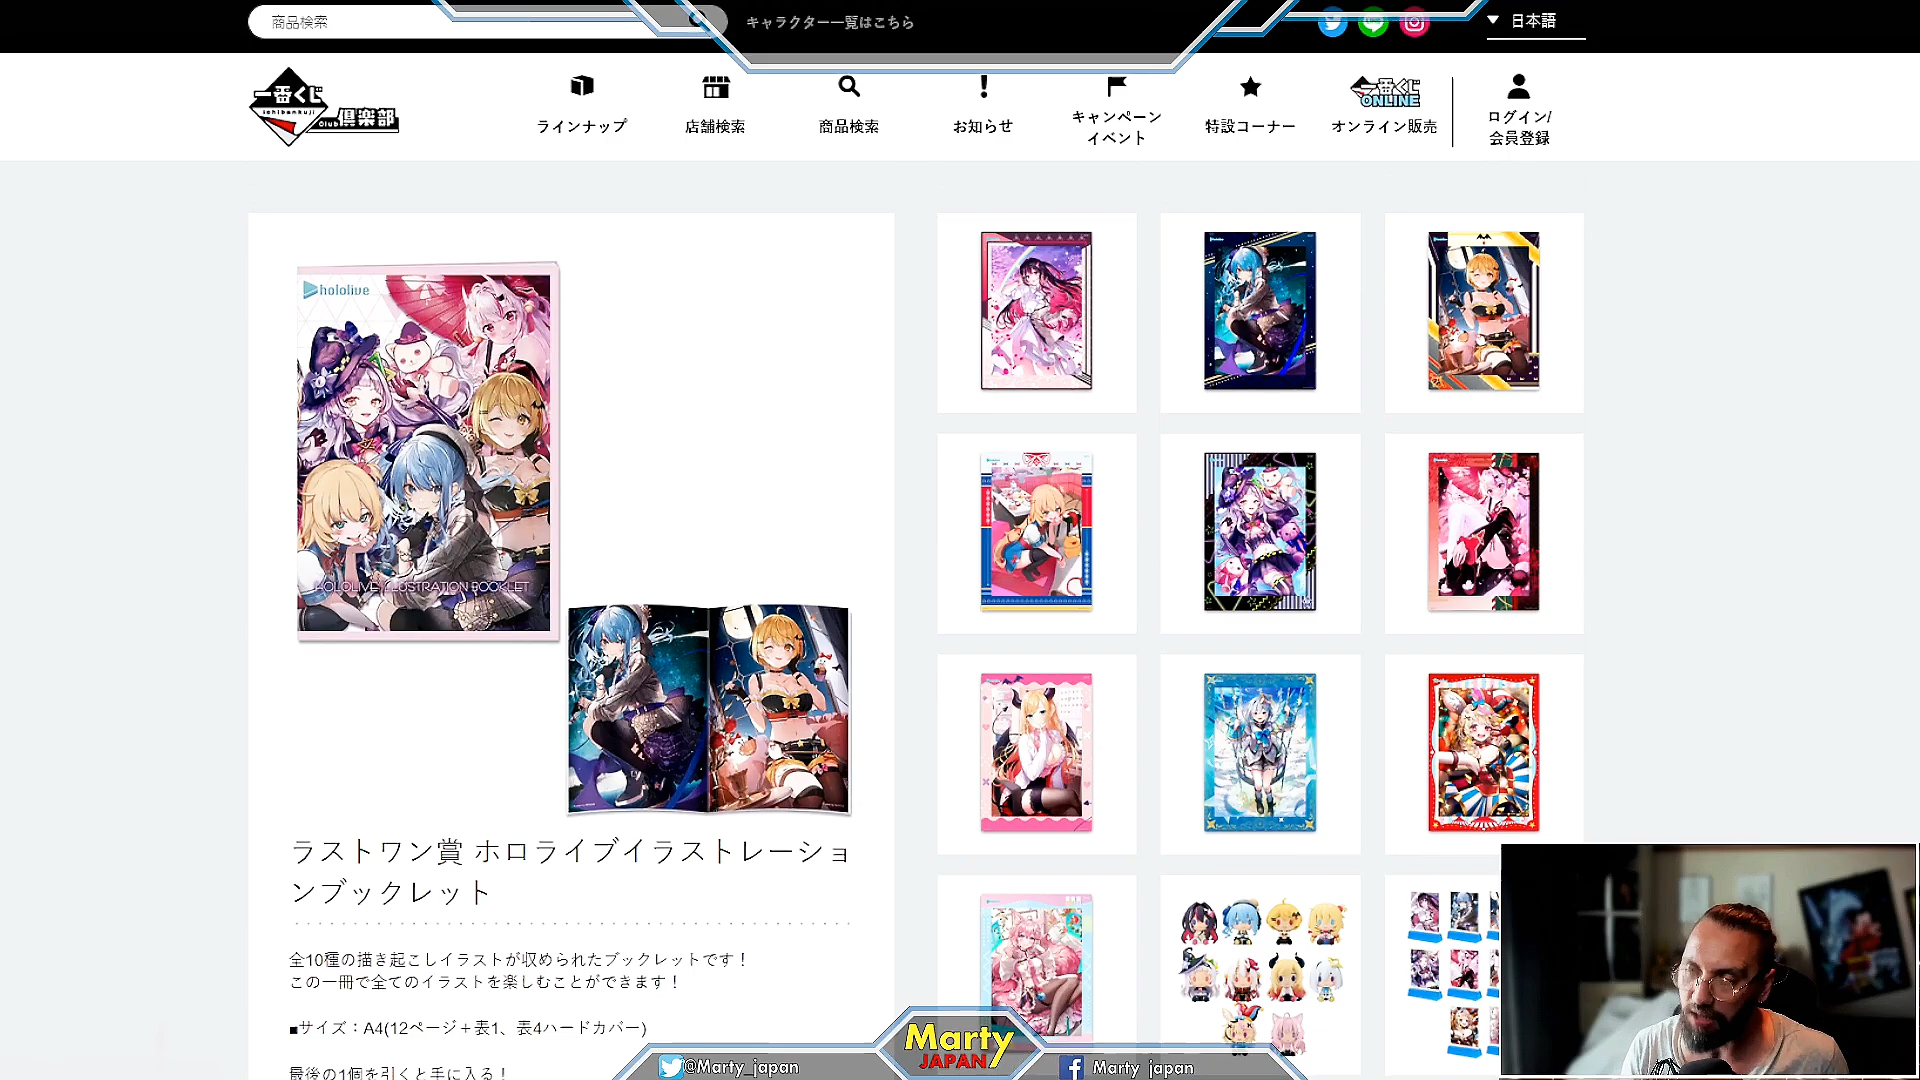 商品検索
キャラクター一覧はこちら
▼ 日本語
一番くじ
ichibankuji
Club倶楽部
ラインナップ
店舗検索
商品検索
お知らせ
キャンペーン
イベント
特設コーナー
一番くじ
ONLINE
オンライン販売
ログイン/
会員登録
hololive
HOLOLIVE ILLUSTRATION BOOKLET
ラストワン賞 ホロライブイラストレーショ
ンブックレット
全10種の描き起こしイラストが収められたブックレットです！
この一冊で全てのイラストを楽しむことができます！
■サイズ：A4(12ページ＋表1、表4ハードカバー)
最後の1個を引くと手に入る！
Marty
JAPAN
@Marty_japan
Marty japan